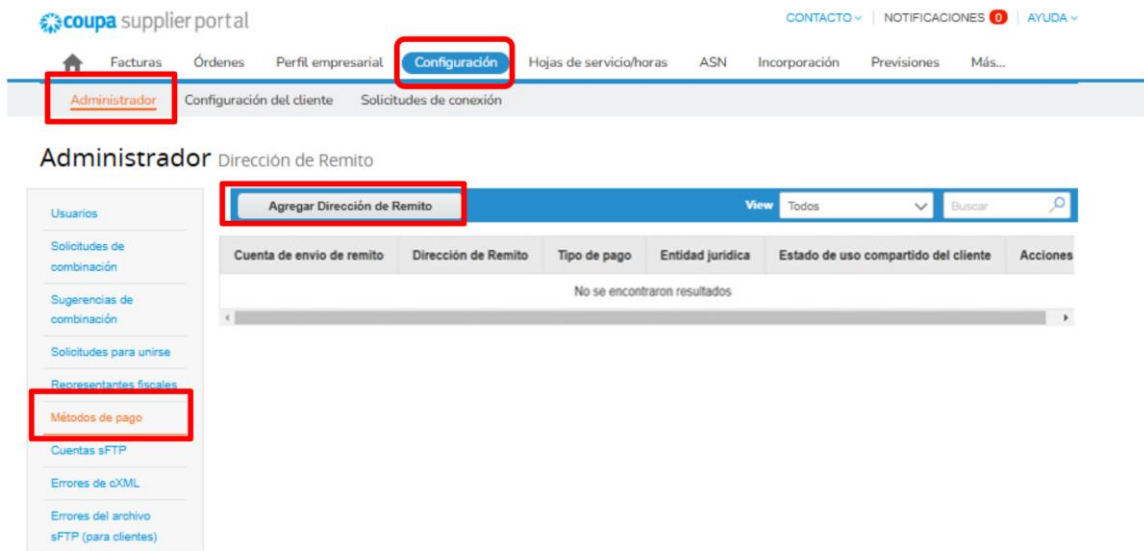 coupa supplier portal
CONTACTO
NOTIFICACIONES 0
AYUDA
Facturas
Órdenes
Perfil empresarial
Configuración
Hojas de servicio/horas
ASN
Incorporación
Previsiones
Más...
Administrador
Configuración del cliente
Solicitudes de conexión
Administrador Dirección de Remito
Usuarios
Solicitudes de
combinación
Sugerencias de
combinación
Solicitudes para unirse
Representantes fiscales
Métodos de pago
Cuentas sFTP
Errores de cXML
Errores del archivo
sFTP (para clientes)
Agregar Dirección de Remito
View Todos
Buscar
Cuenta de envío de remito
Dirección de Remito
Tipo de pago
Entidad jurídica
Estado de uso compartido del cliente
Acciones
No se encontraron resultados